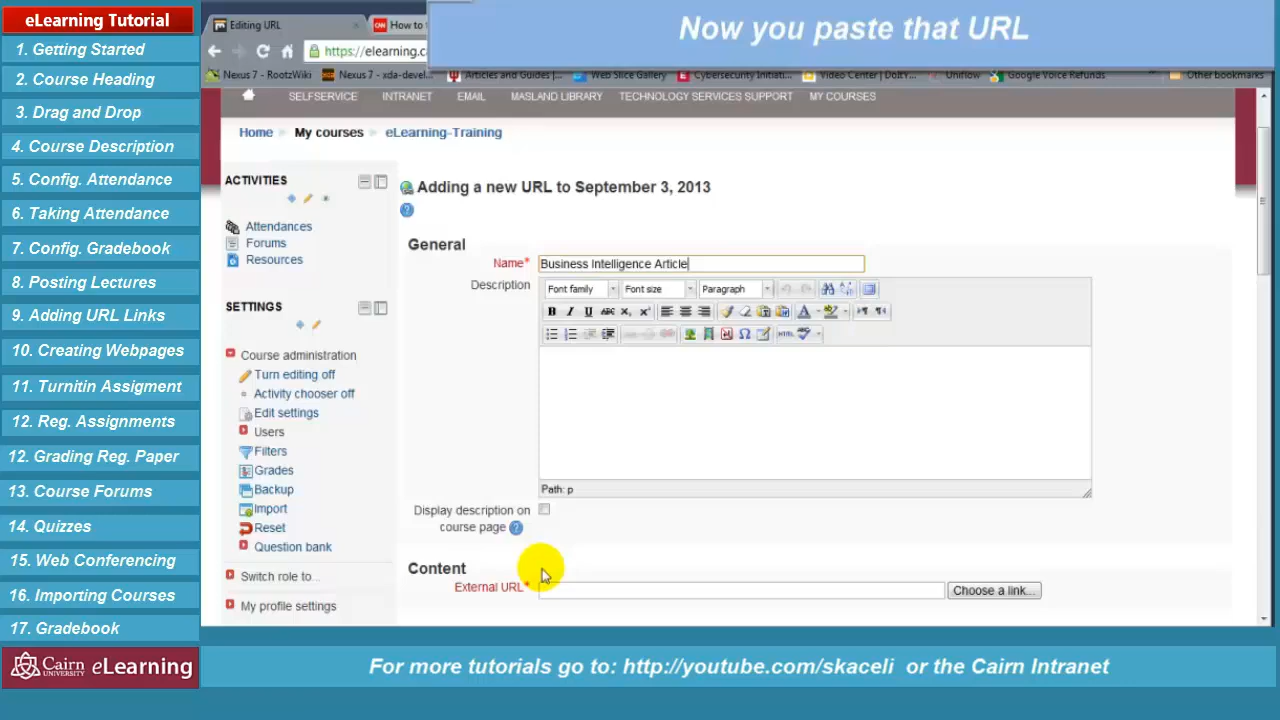 eLearning Tutorial
1. Getting Started
2. Course Heading
3. Drag and Drop
4. Course Description
5. Config. Attendance
6. Taking Attendance
7. Config. Gradebook
8. Posting Lectures
9. Adding URL Links
10. Creating Webpages
11. Turnitin Assigment
12. Reg. Assignments
12. Grading Reg. Paper
13. Course Forums
14. Quizzes
15. Web Conferencing
16. Importing Courses
17. Gradebook
Cairn UNIVERSITY eLearning
Now you paste that URL
Editing URL
CNN How to
https://elearning.c
Nexus 7 - RootzWiki Nexus 7 - xda-devel Articles and Guides,... Web Slice Gallery Cybersecurity Initiati... Video Center | DoIT... Uniflow Google Voice Refunds Other bookmarks
SELFSERVICE INTRANET EMAIL MASLAND LIBRARY TECHNOLOGY SERVICES SUPPORT MY COURSES
Home My courses eLearning-Training
ACTIVITIES
Attendances
Forums
Resources
SETTINGS
Course administration
Turn editing off
Activity chooser off
Edit settings
Users
Filters
Grades
Backup
Import
Reset
Question bank
Switch role to...
My profile settings
Adding a new URL to September 3, 2013
General
Name* Business Intelligence Article
Description
Font family Font size Paragraph
B I U ABC X, X' A
HTML
Path: p
Display description on
course page
Content
External URL* Choose a link...
For more tutorials go to: http://youtube.com/skaceli or the Cairn Intranet